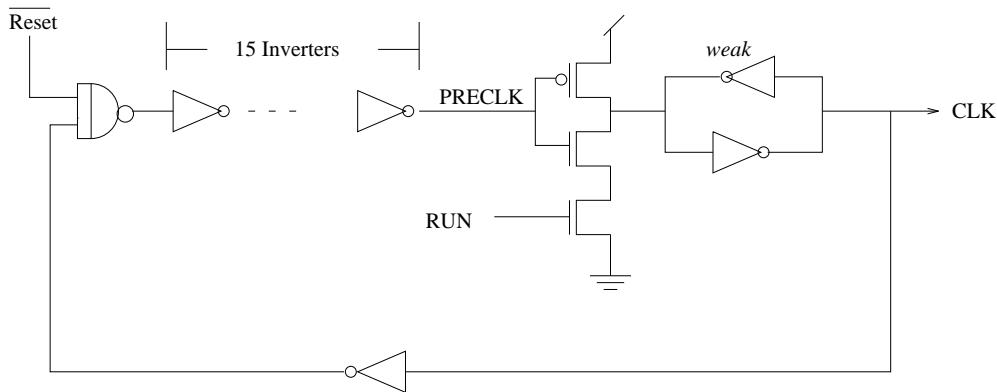 Reset
15 Inverters
weak
PRECLK
CLK
RUN